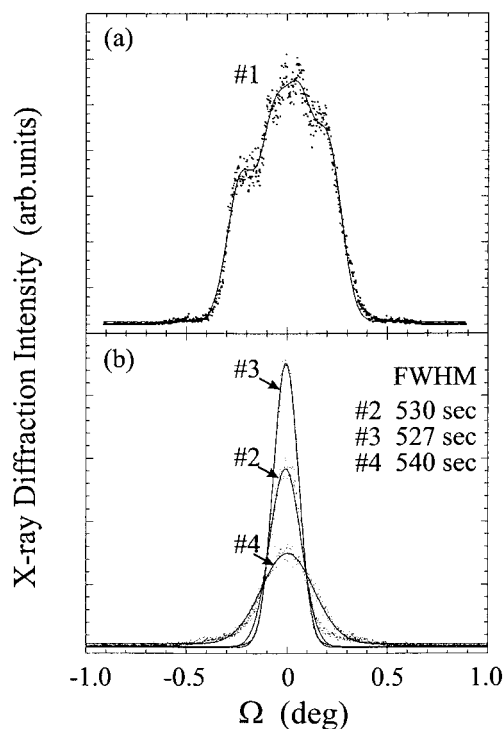 (a)
#1
X-ray Diffraction Intensity (arb.units)
(b)
#3
#2
#4
FWHM
#2 530 sec
#3 527 sec
#4 540 sec
-1.0 -0.5 0 0.5 1.0
Ω (deg)